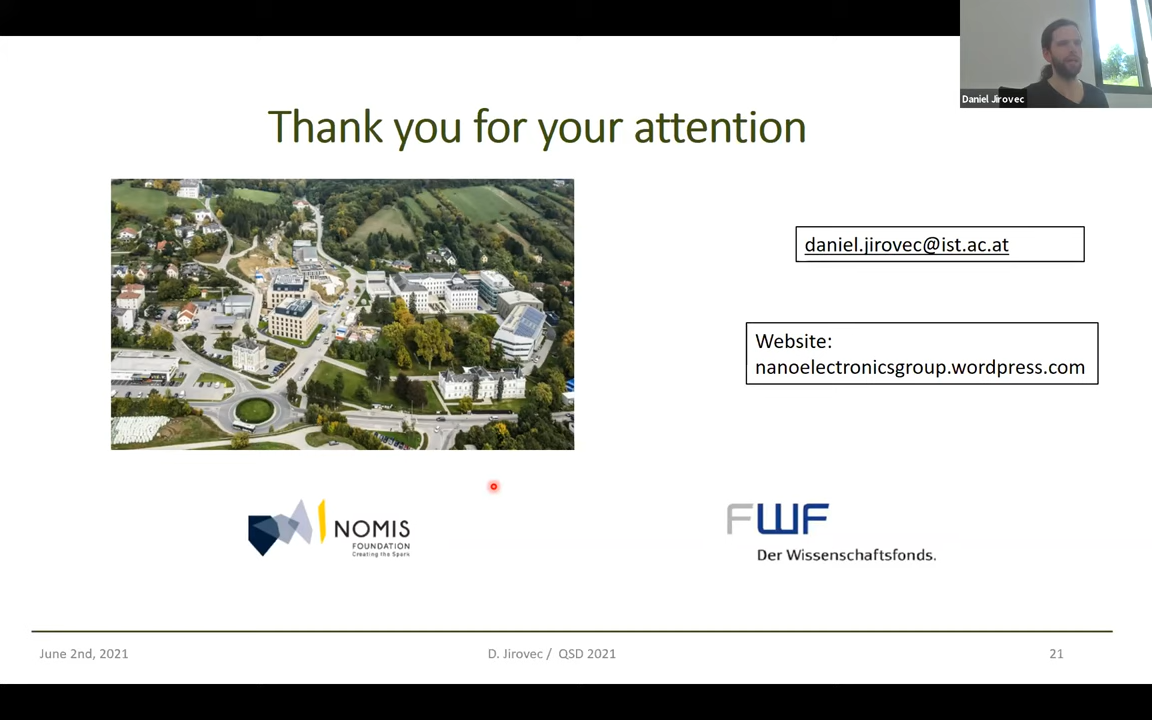 Daniel Jirovec
Thank you for your attention
daniel.jirovec@ist.ac.at
Website:
nanoelectronicsgroup.wordpress.com
NOMIS
FOUNDATION
Creating the Spark
FWF
Der Wissenschaftsfonds.
June 2nd, 2021
D. Jirovec / QSD 2021
21